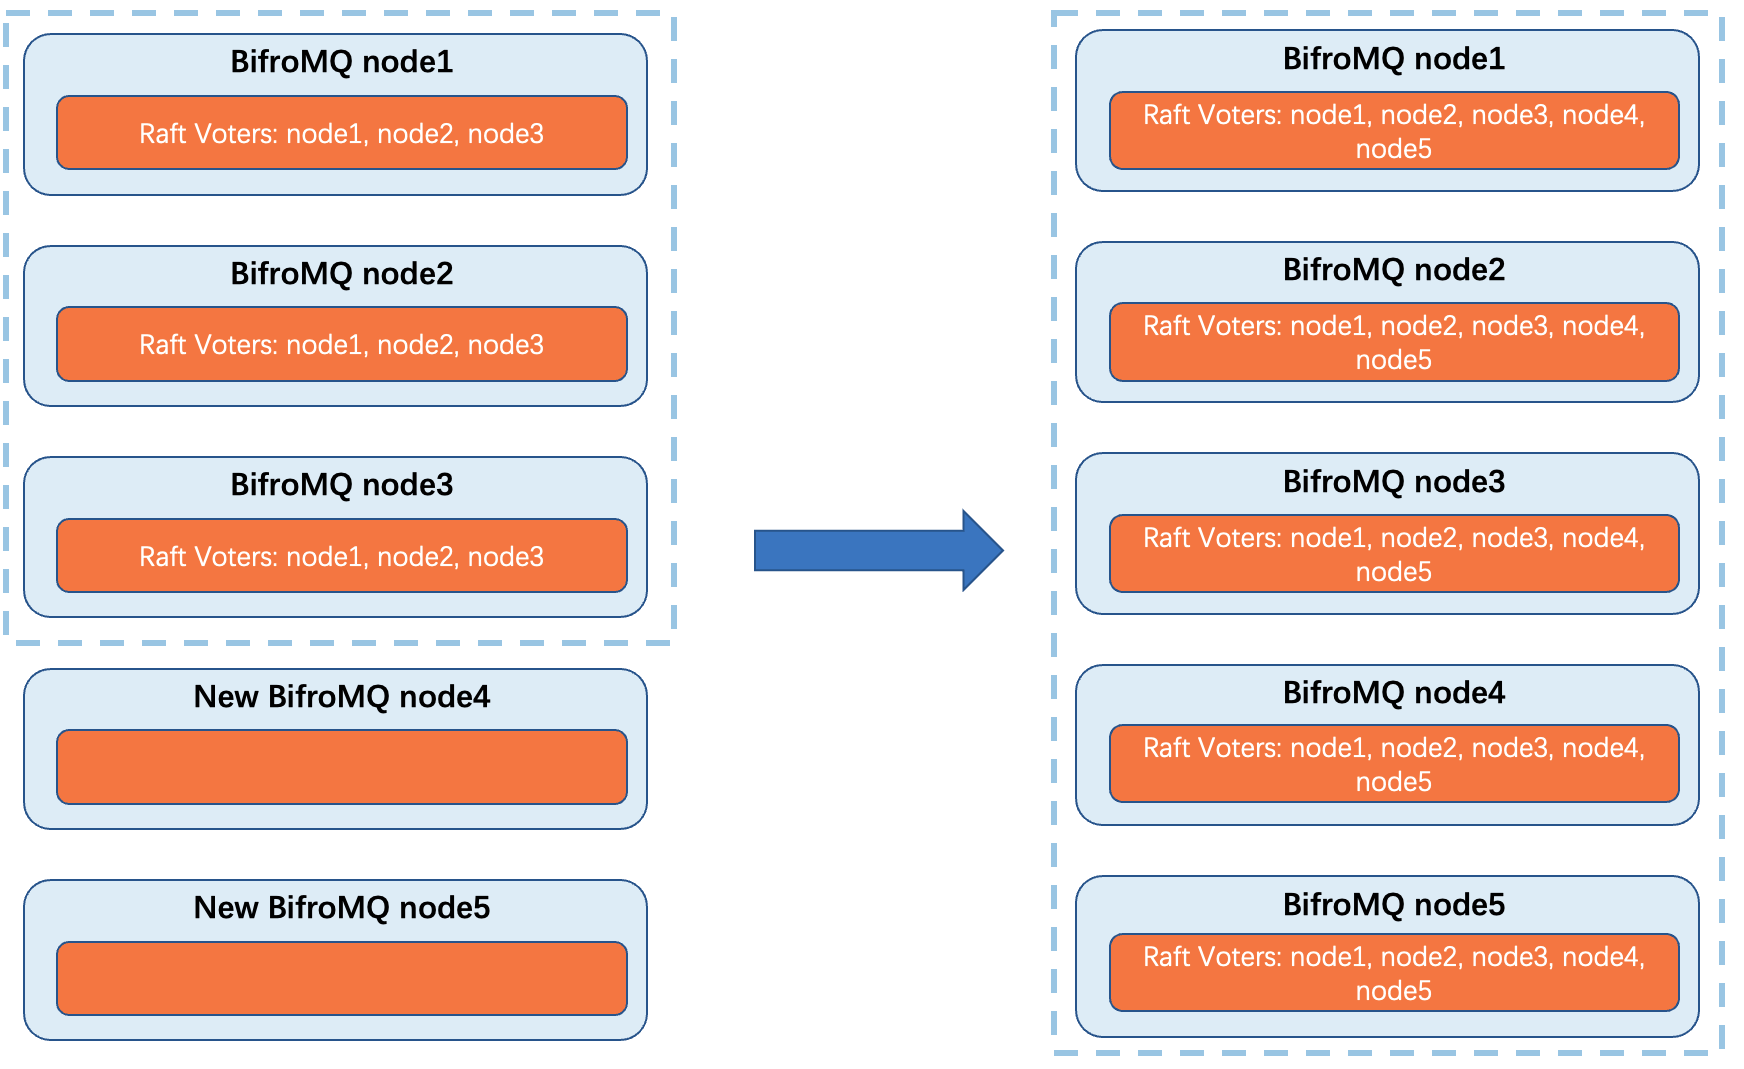 BifroMQ node1
Raft Voters: node1, node2, node3
BifroMQ node2
Raft Voters: node1, node2, node3
BifroMQ node3
Raft Voters: node1, node2, node3
New BifroMQ node4
New BifroMQ node5
BifroMQ node1
Raft Voters: node1, node2, node3, node4,
node5
BifroMQ node2
Raft Voters: node1, node2, node3, node4,
node5
BifroMQ node3
Raft Voters: node1, node2, node3, node4,
node5
BifroMQ node4
Raft Voters: node1, node2, node3, node4,
node5
BifroMQ node5
Raft Voters: node1, node2, node3, node4,
node5